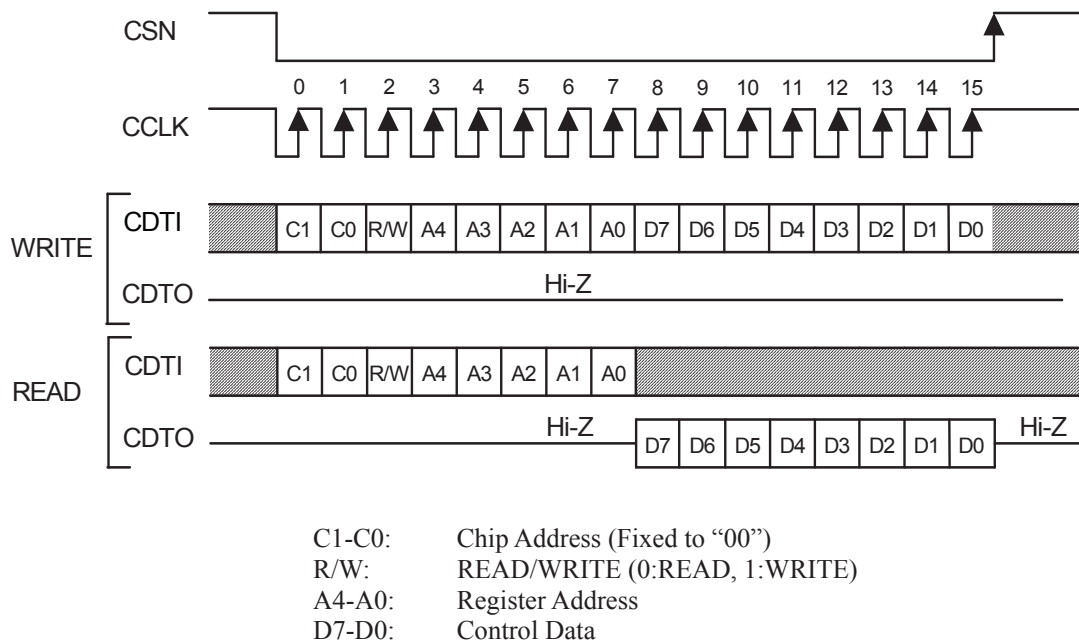 CSN
0 1 2 3 4 5 6 7 8 9 10 11 12 13 14 15
CCLK
WRITE
CDTI
C1 C0 R/W A4 A3 A2 A1 A0 D7 D6 D5 D4 D3 D2 D1 D0
CDTO
Hi-Z
READ
CDTI
C1 C0 R/W A4 A3 A2 A1 A0
CDTO
Hi-Z
D7 D6 D5 D4 D3 D2 D1 D0
Hi-Z
C1-C0: Chip Address (Fixed to “00”)
R/W: READ/WRITE (0:READ, 1:WRITE)
A4-A0: Register Address
D7-D0: Control Data